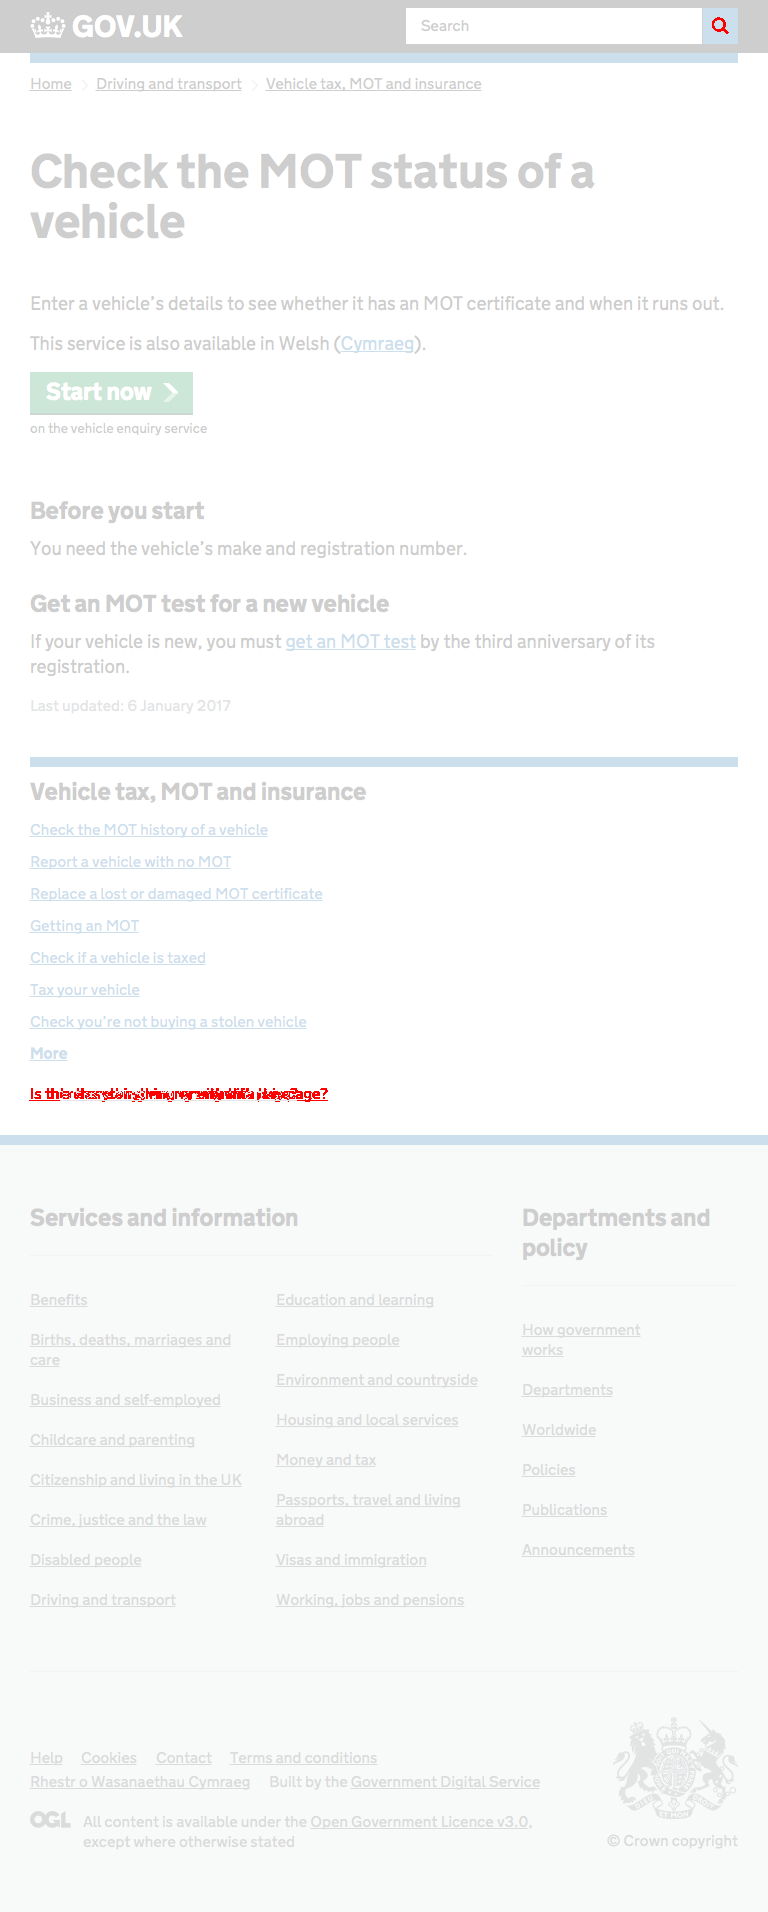 GOV.UK
Search
Home Driving and transport Vehicle tax, MOT and insurance
Check the MOT status of a
vehicle
Enter a vehicle's details to see whether it has an MOT certificate and when it runs out.
This service is also available in Welsh (Cymraeg).
Start now
on the vehicle enquiry service
Before you start
You need the vehicle's make and registration number.
Get an MOT test for a new vehicle
If your vehicle is new, you must get an MOT test by the third anniversary of its
registration.
Last updated: 6 January 2017
Vehicle tax, MOT and insurance
Check the MOT history of a vehicle
Report a vehicle with no MOT
Replace a lost or damaged MOT certificate
Getting an MOT
Check if a vehicle is taxed
Tax your vehicle
Check you're not buying a stolen vehicle
More
Services and information
Benefits
Births, deaths, marriages and
care
Business and self-employed
Childcare and parenting
Citizenship and living in the UK
Crime, justice and the law
Disabled people
Driving and transport
Education and learning
Employing people
Environment and countryside
Housing and local services
Money and tax
Passports, travel and living
abroad
Visas and immigration
Working, jobs and pensions
Departments and
policy
How government
works
Departments
Worldwide
Policies
Publications
Announcements
Help Cookies Contact Terms and conditions
Rhestr o Wasanaethau Cymraeg Built by the Government Digital Service
OGL All content is available under the Open Government Licence v3.0,
except where otherwise stated
© Crown copyright